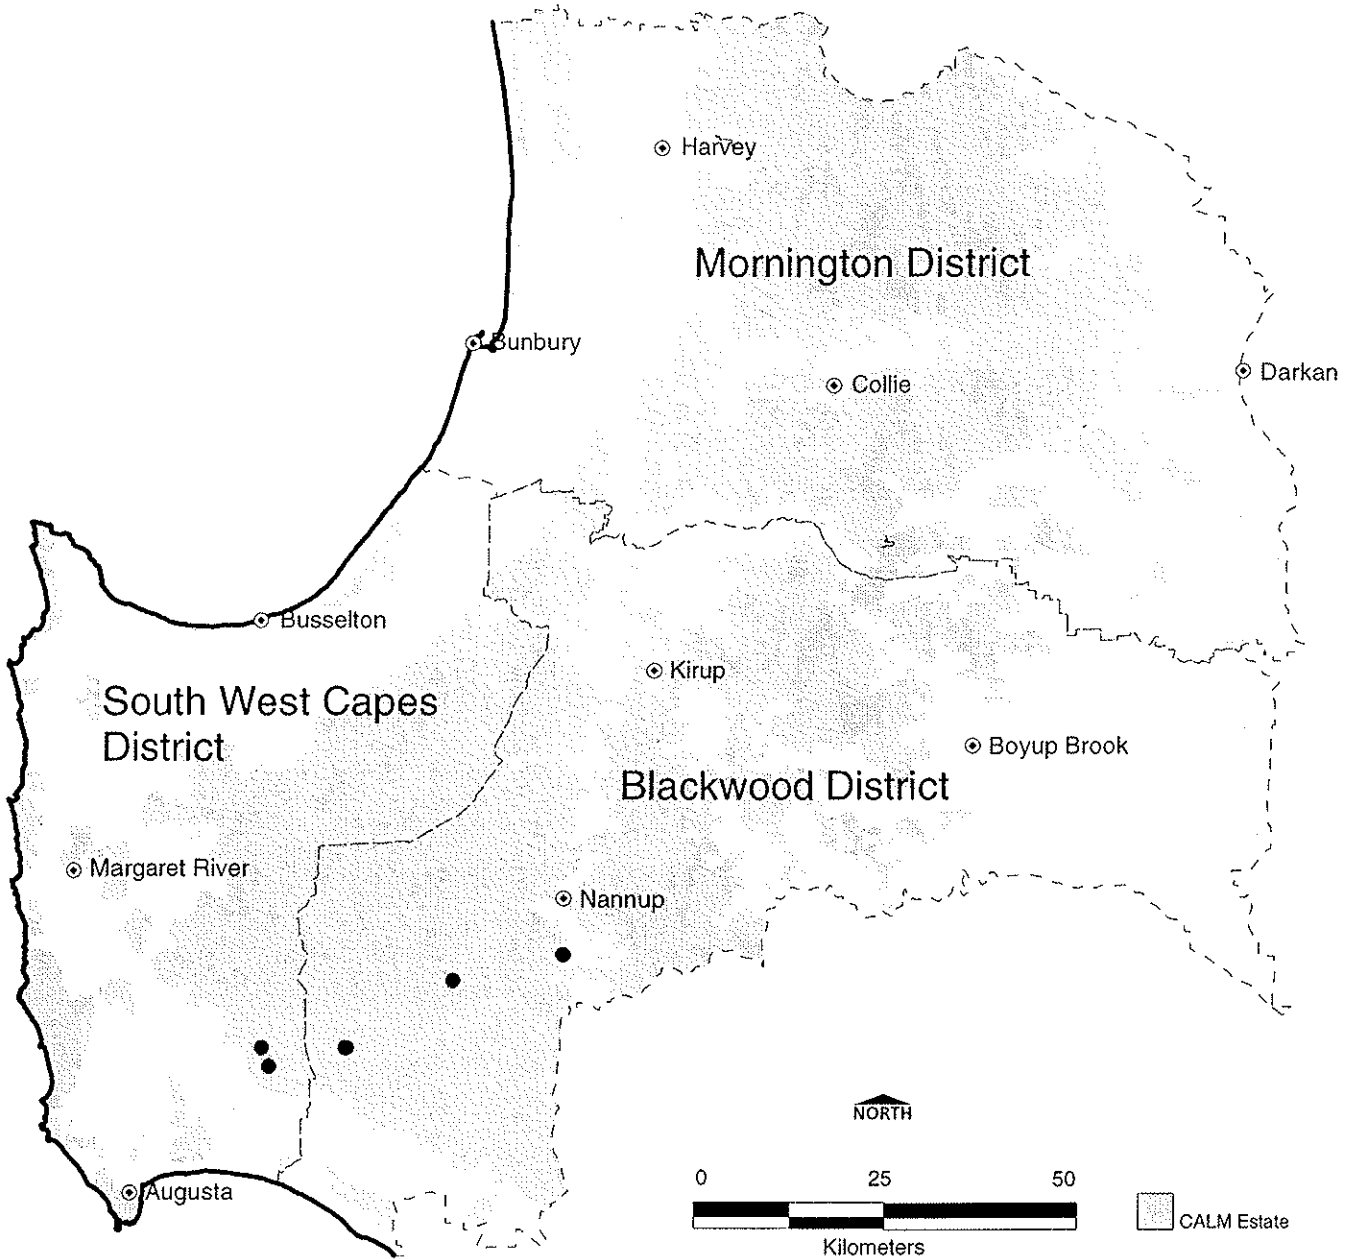 Harvey
Mornington District
Bunbury
Collie
Darkan
Busselton
Kirup
South West Capes
District
Boyup Brook
Blackwood District
Margaret River
Nannup
NORTH
0 25 50
Kilometers
CALM Estate
Augusta